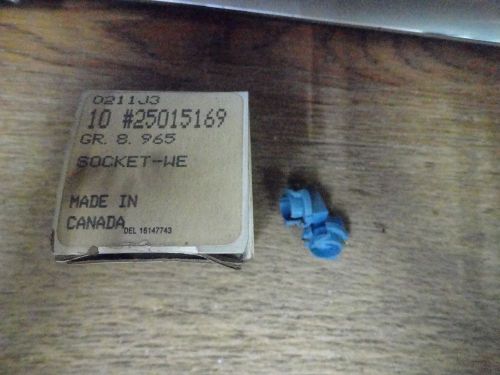 0211J3
10 #25015169
GR. 8. 965
SOCKET-WE
MADE IN
CANADA
DEL 16147743